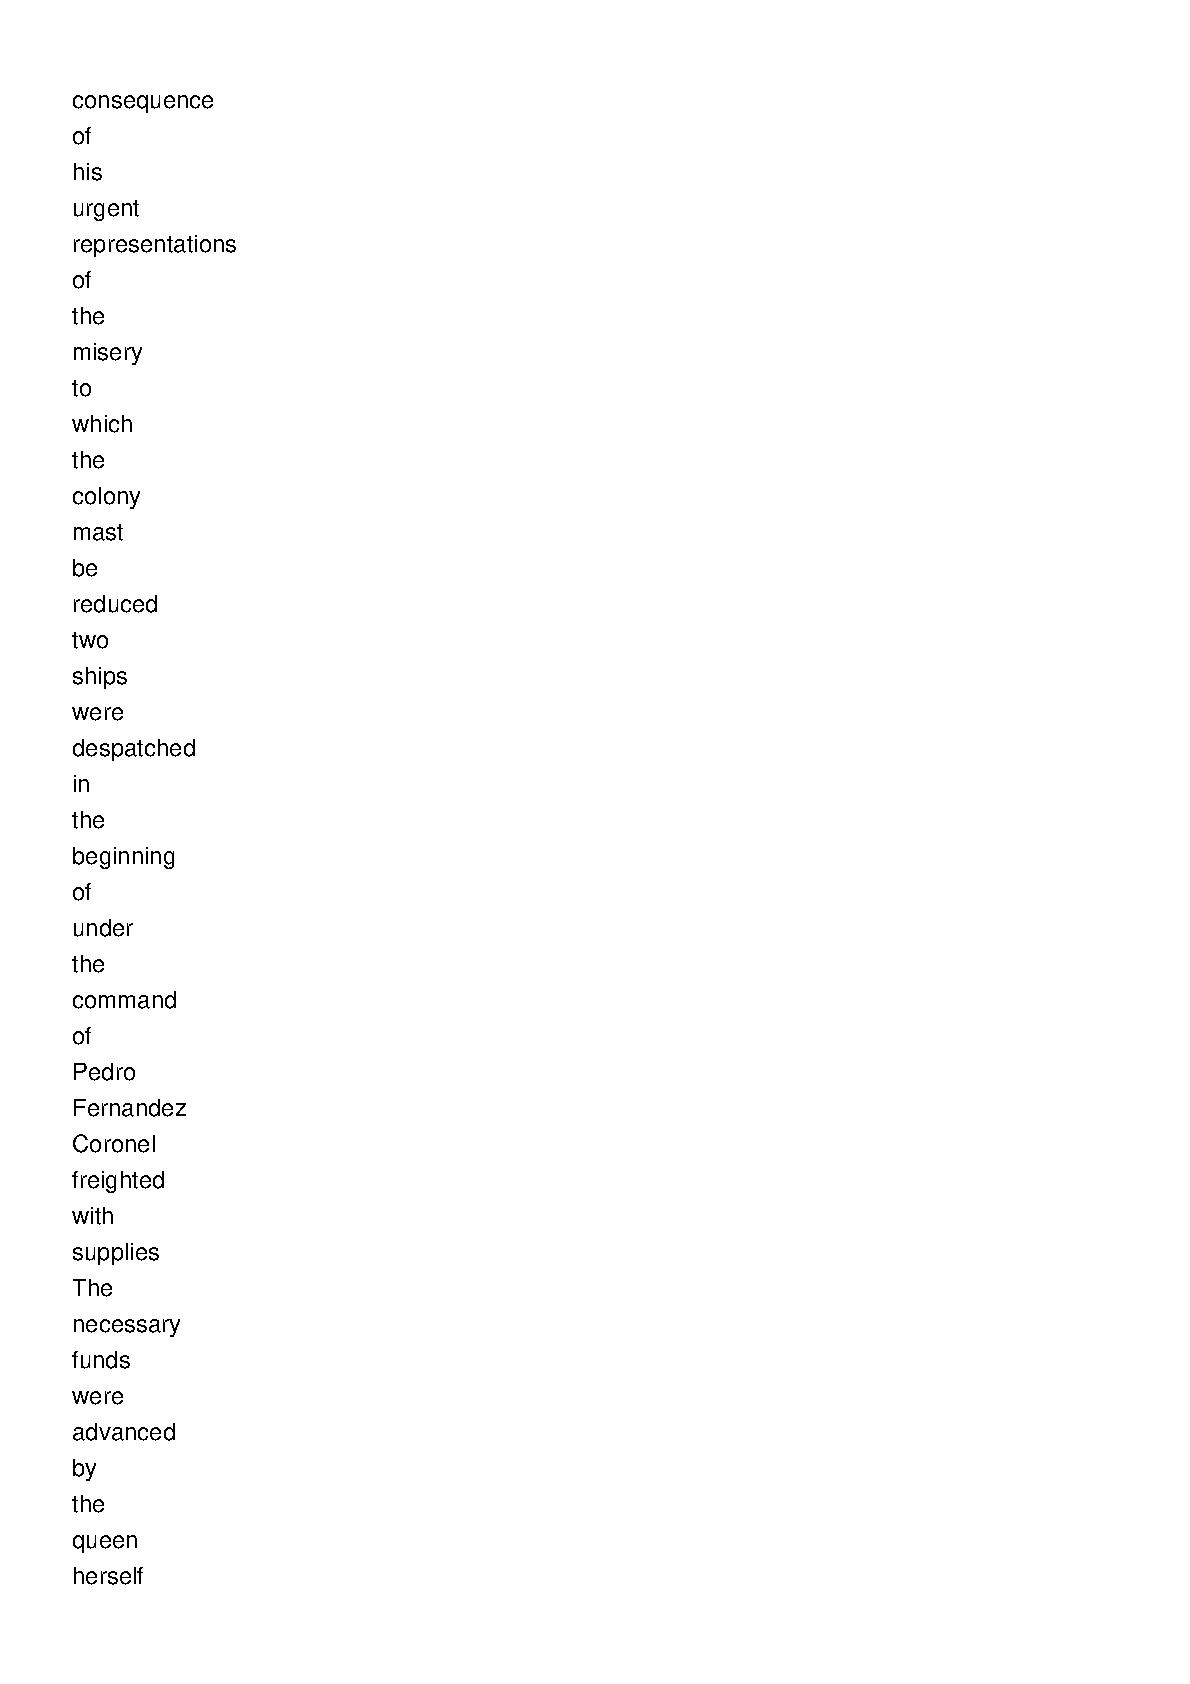 consequence
of
his
urgent
representations
of
the
misery
to
which
the
colony
mast
be
reduced
two
ships
were
despatched
in
the
beginning
of
under
the
command
of
Pedro
Fernandez
Coronel
freighted
with
supplies
The
necessary
funds
were
advanced
by
the
queen
herself